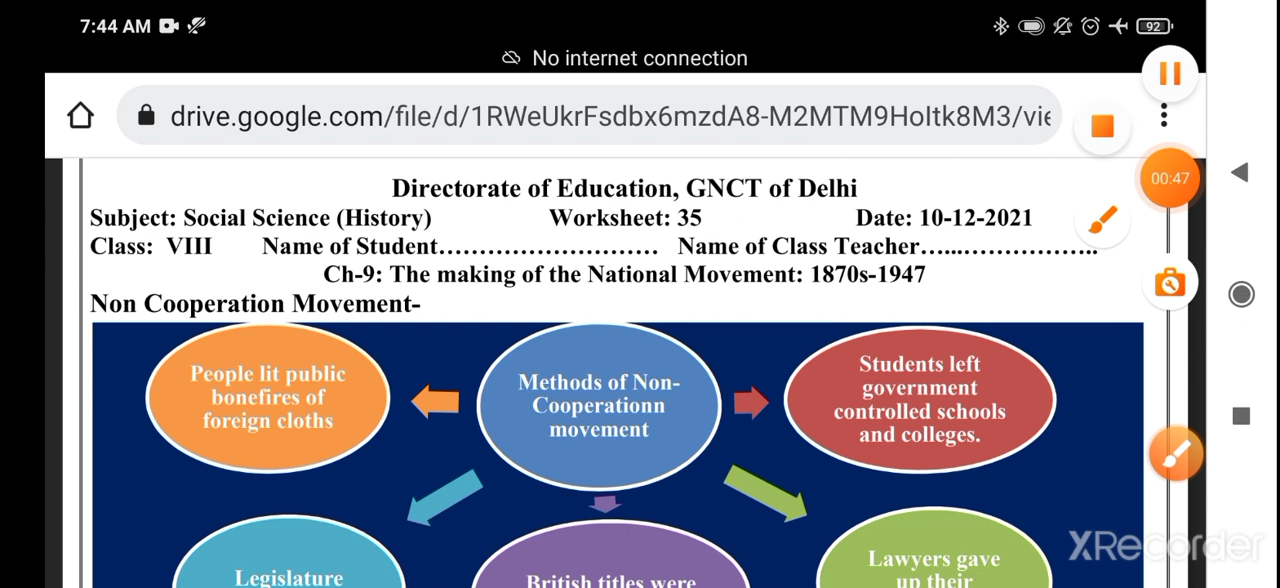 7:44 AM
92
No internet connection
drive.google.com/file/d/1RWeUkrFsdbx6mzdA8-M2MTM9HoItk8M3/vie
00:47
Directorate of Education, GNCT of Delhi
Subject: Social Science (History) Worksheet: 35 Date: 10-12-2021
Class: VIII Name of Student……………………… Name of Class Teacher…...……………..
Ch-9: The making of the National Movement: 1870s-1947
Non Cooperation Movement-
People lit public
bonefires of
foreign cloths
Methods of Non-
Cooperationn
movement
Students left
government
controlled schools
and colleges.
Legislature
British titles were
Lawyers gave
up their
XRecorder